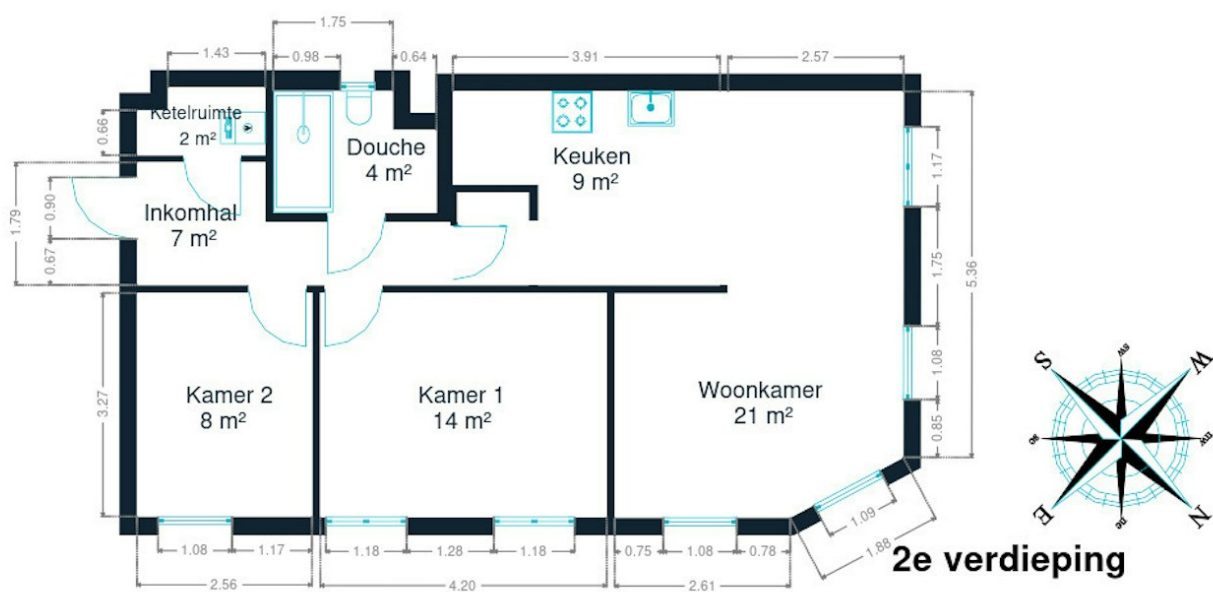 1.75
1.43
0.98
0.64
3.91
2.57
Ketelruimte
2 m²
0.66
Douche
4 m²
Keuken
9 m²
1.17
Inkomhal
7 m²
1.79
0.90
0.67
1.75
5.36
Kamer 2
8 m²
Kamer 1
14 m²
Woonkamer
21 m²
3.27
1.08
0.85
S
sw
W
se
nw
E
ne
N
1.08
1.17
1.18
1.28
1.18
0.75
1.08
0.78
1.09
1.88
2.56
4.20
2.61
2e verdieping